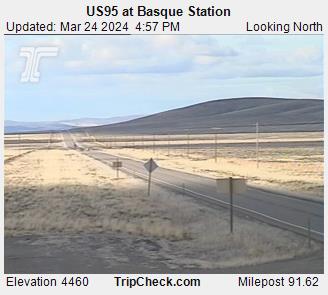 US95 at Basque Station
Updated: Mar 24 2024 4:57 PM Looking North
Elevation 4460 TripCheck.com Milepost 91.62